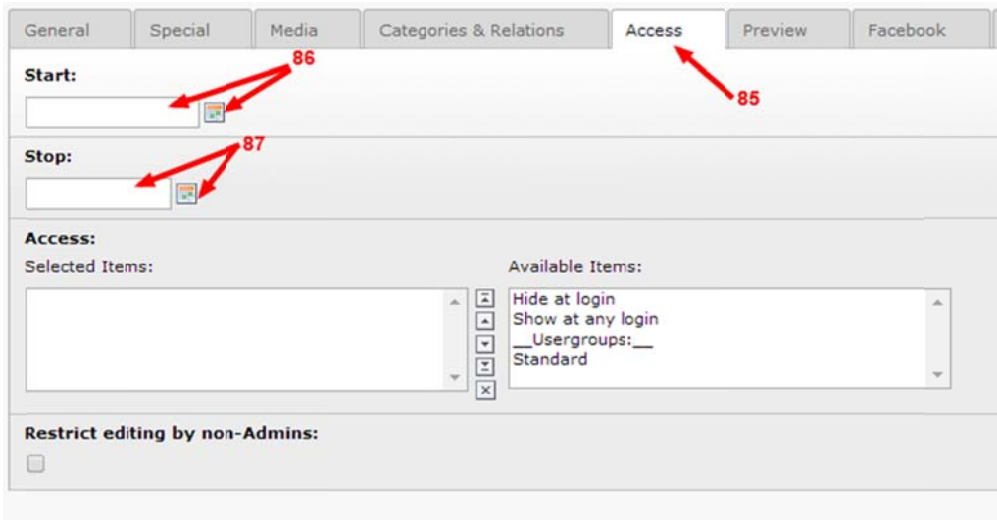 General Special Media Categories & Relations Access Preview Facebook
86
Start:
85
87
Stop:
Access:
Selected Items: Available Items:
Hide at login
Show at any login
__Usergroups:__
Standard
Restrict editing by non-Admins: